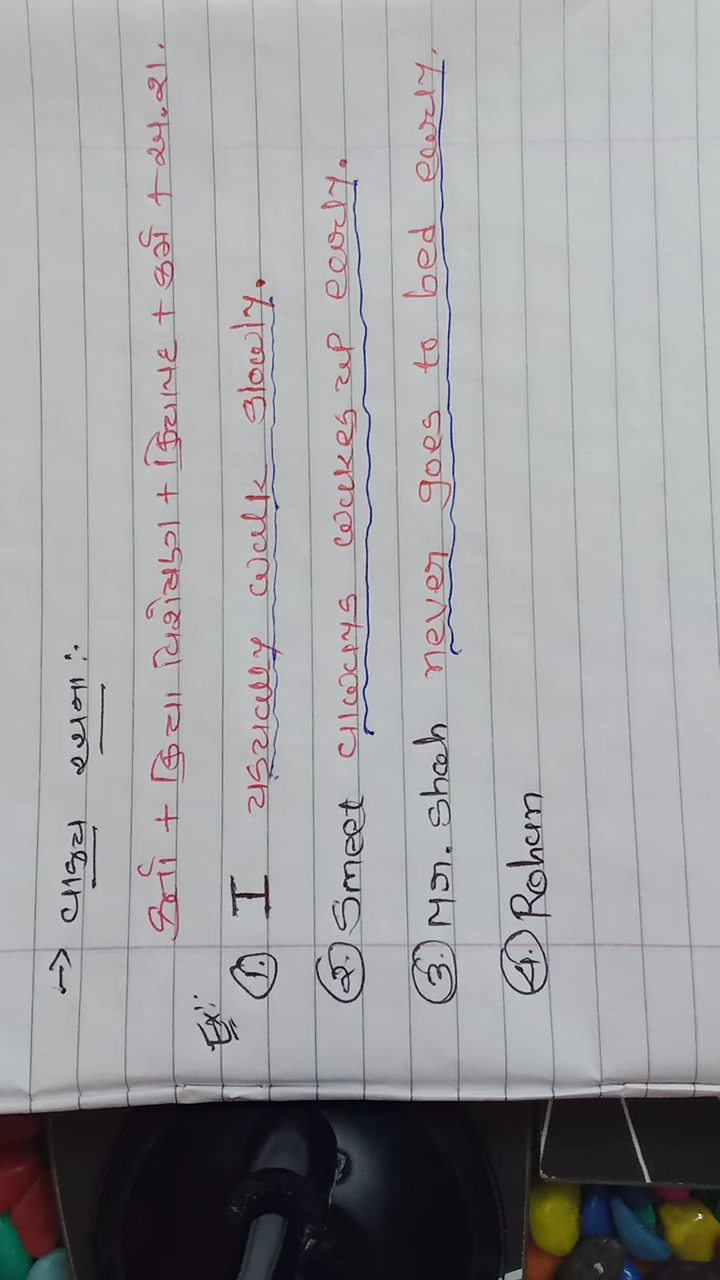 → વાક્ય રચના :-
કર્તા + ક્રિયા વિશેષણ + ક્રિયાપદ + કર્મ + અ.શ.
Ex:-
①. I usually walk slowly.
②. Smeet always wakes up early.
③. Mr. Shah never goes to bed early.
④. Rohan